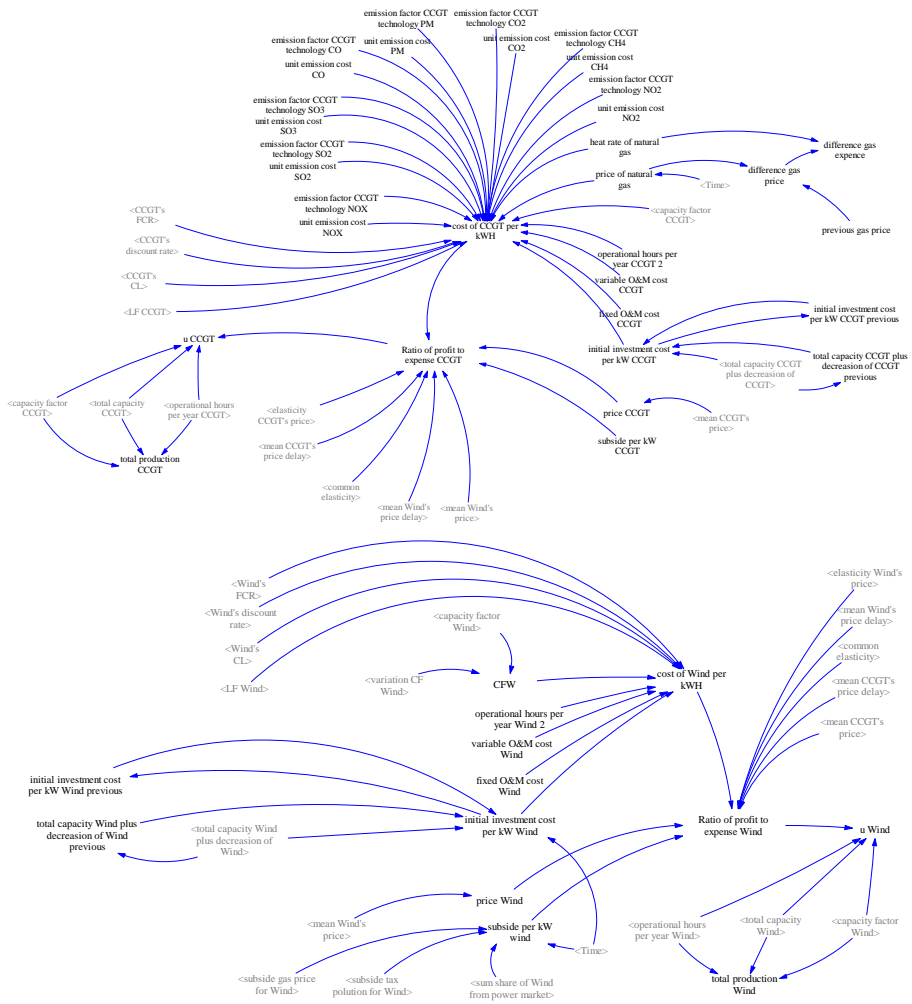 emission factor CCGT
technology PM
emission factor CCGT
technology CO2
emission factor CCGT
technology CO
unit emission cost
PM
unit emission cost
CO2
emission factor CCGT
technology CH4
unit emission cost
CO
unit emission cost
CH4
emission factor CCGT
technology SO3
emission factor CCGT
technology NO2
unit emission cost
SO3
unit emission cost
NO2
emission factor CCGT
technology SO2
unit emission cost
SO2
heat rate of natural
gas
difference gas
expence
price of natural
gas
difference gas
price
<Time>
emission factor CCGT
technology NOX
unit emission cost
NOX
<CCGT's
FCR>
<capacity factor
CCGT>
previous gas price
cost of CCGT per
kWH
<CCGT's
discount rate>
operational hours per
year CCGT 2
<CCGT's
CL>
variable O&M cost
CCGT
<LF CCGT>
fixed O&M cost
CCGT
initial investment cost
per kW CCGT previous
u CCGT
Ratio of profit to
expense CCGT
initial investment cost
per kW CCGT
<total capacity CCGT
plus decreasion of
CCGT>
total capacity CCGT plus
decreasion of CCGT
previous
<capacity factor
CCGT>
<total capacity
CCGT>
<operational hours
per year CCGT>
<elasticity
CCGT's price>
price CCGT
<mean CCGT's
price>
<mean CCGT's
price delay>
subside per kW
CCGT
total production
CCGT
<common
elasticity>
<mean Wind's
price delay>
<mean Wind's
price>
<Wind's
FCR>
<elasticity Wind's
price>
<Wind's discount
rate>
<capacity factor
Wind>
<mean Wind's
price delay>
<Wind's
CL>
<common
elasticity>
<LF Wind>
<variation CF
Wind>
CFW
cost of Wind per
kWH
<mean CCGT's
price delay>
operational hours per
year Wind 2
<mean CCGT's
price>
variable O&M cost
Wind
initial investment cost
per kW Wind previous
fixed O&M cost
Wind
total capacity Wind plus
decreasion of Wind
previous
<total capacity Wind
plus decreasion of
Wind>
initial investment cost
per kW Wind
Ratio of profit to
expense Wind
u Wind
price Wind
<mean Wind's
price>
subside per kW
wind
<Time>
<operational hours
per year Wind>
<total capacity
Wind>
<capacity factor
Wind>
<subside gas price
for Wind>
<subside tax
polution for Wind>
<sum share of Wind
from power market>
total production
Wind